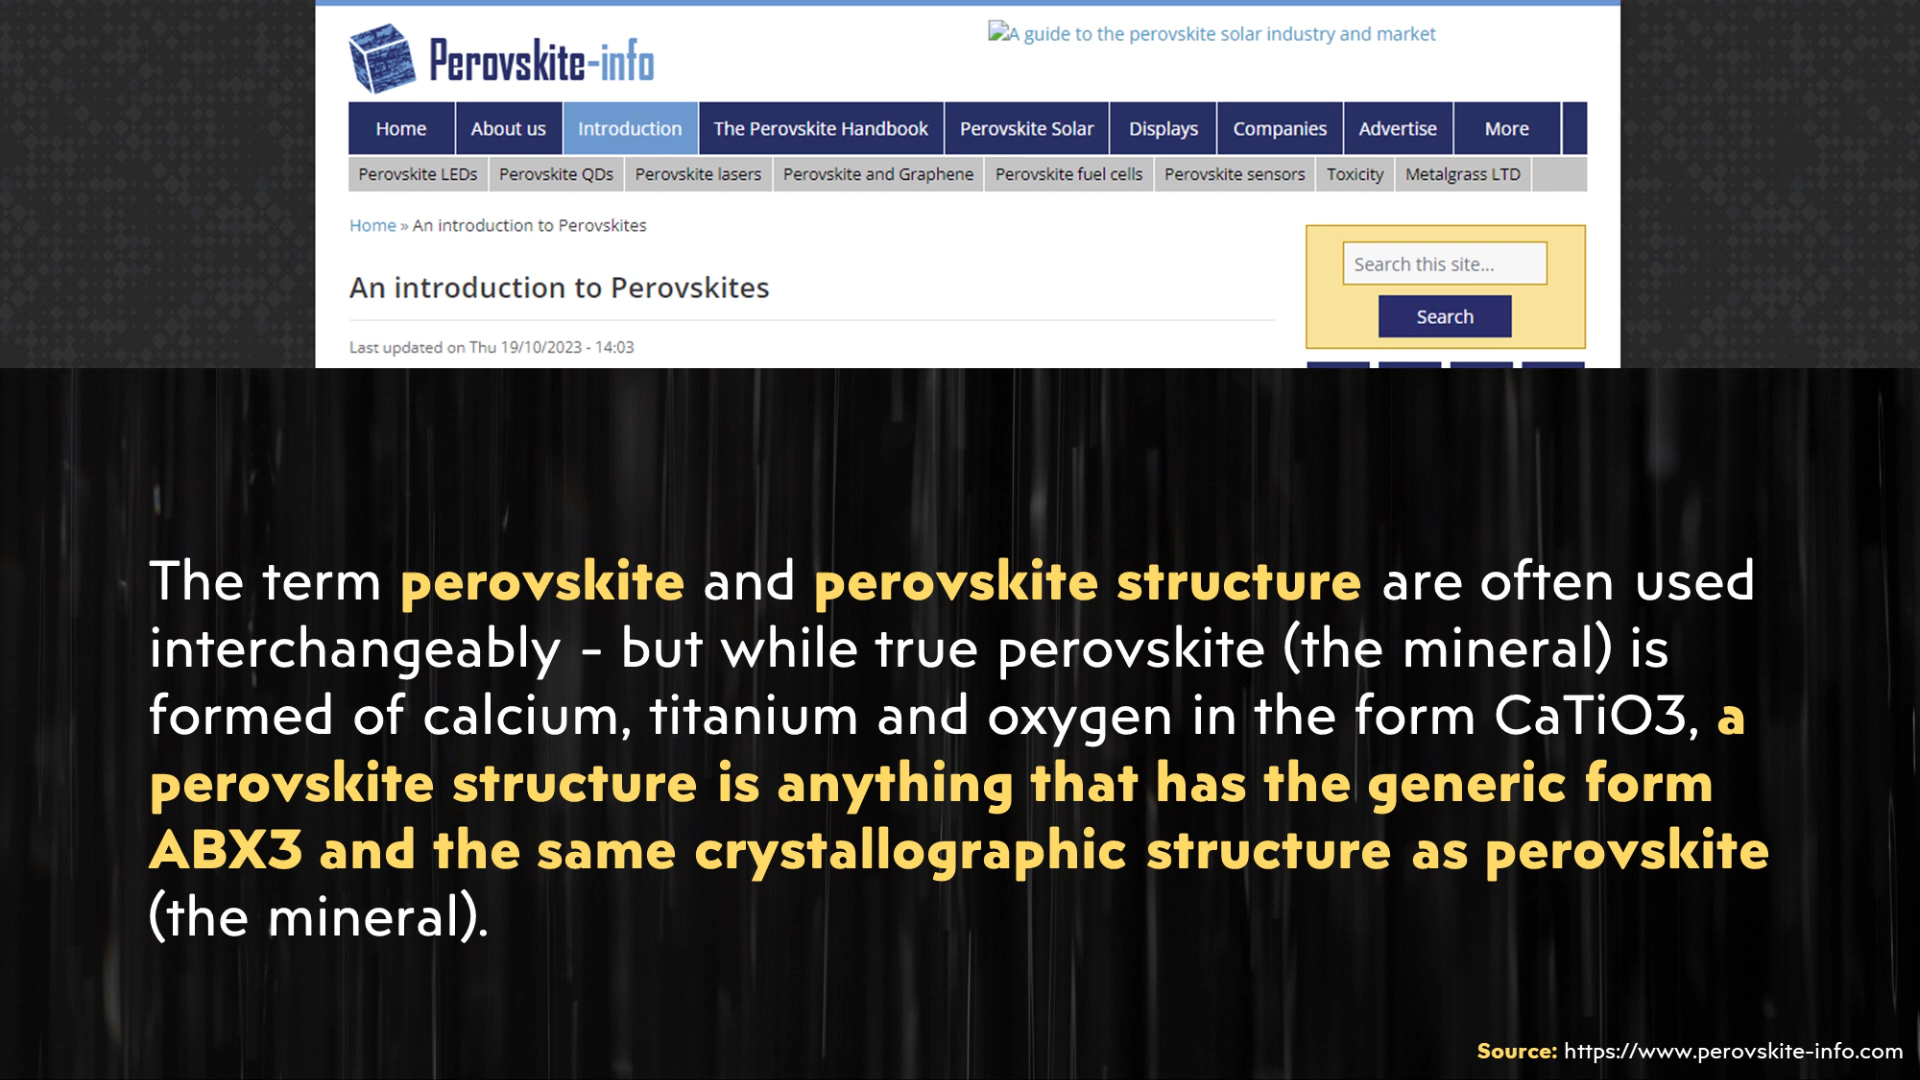 Perovskite-info
A guide to the perovskite solar industry and market
Home About us Introduction The Perovskite Handbook Perovskite Solar Displays Companies Advertise More
Perovskite LEDs Perovskite QDs Perovskite lasers Perovskite and Graphene Perovskite fuel cells Perovskite sensors Toxicity Metalgrass LTD
Home » An introduction to Perovskites
Search this site...
Search
An introduction to Perovskites
Last updated on Thu 19/10/2023 - 14:03
The term perovskite and perovskite structure are often used
interchangeably - but while true perovskite (the mineral) is
formed of calcium, titanium and oxygen in the form CaTiO3, a
perovskite structure is anything that has the generic form
ABX3 and the same crystallographic structure as perovskite
(the mineral).
Source: https://www.perovskite-info.com